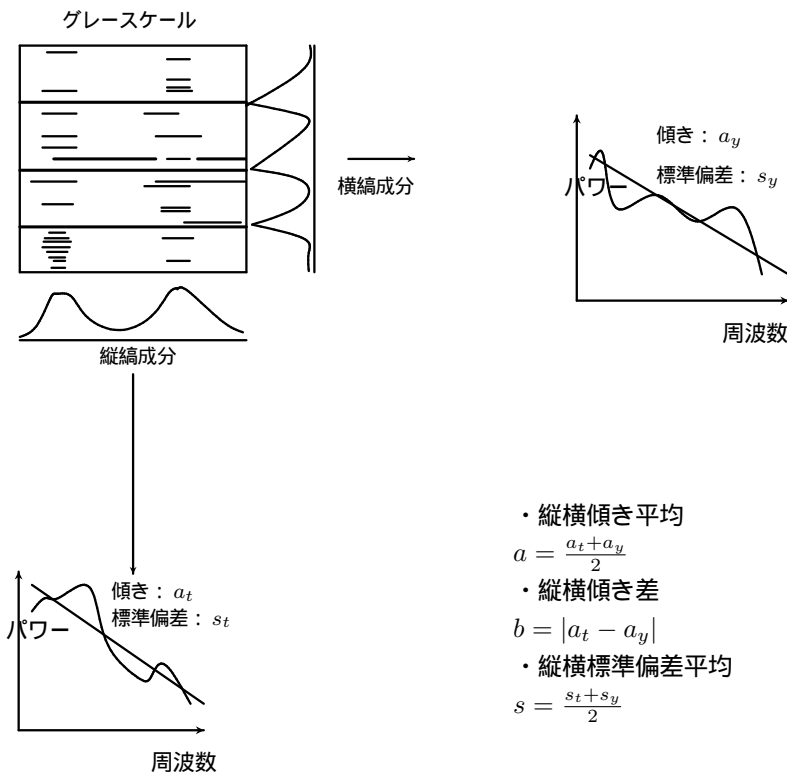 グレースケール
横縞成分
傾き： a_y
標準偏差： s_y
パワー
周波数
縦縞成分
傾き： a_t
標準偏差： s_t
パワー
周波数
・縦横傾き平均
a = \frac{a_t+a_y}{2}
・縦横傾き差
b = |a_t − a_y|
・縦横標準偏差平均
s = \frac{s_t+s_y}{2}